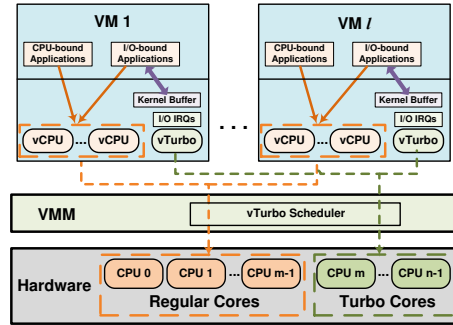 VM 1
CPU-bound Applications
I/O-bound Applications
Kernel Buffer
I/O IRQs
vCPU ... vCPU
vTurbo
. . .
VM l
CPU-bound Applications
I/O-bound Applications
Kernel Buffer
I/O IRQs
vCPU ... vCPU
vTurbo
VMM
vTurbo Scheduler
Hardware
CPU 0
CPU 1
...
CPU m-1
Regular Cores
CPU m
...
CPU n-1
Turbo Cores